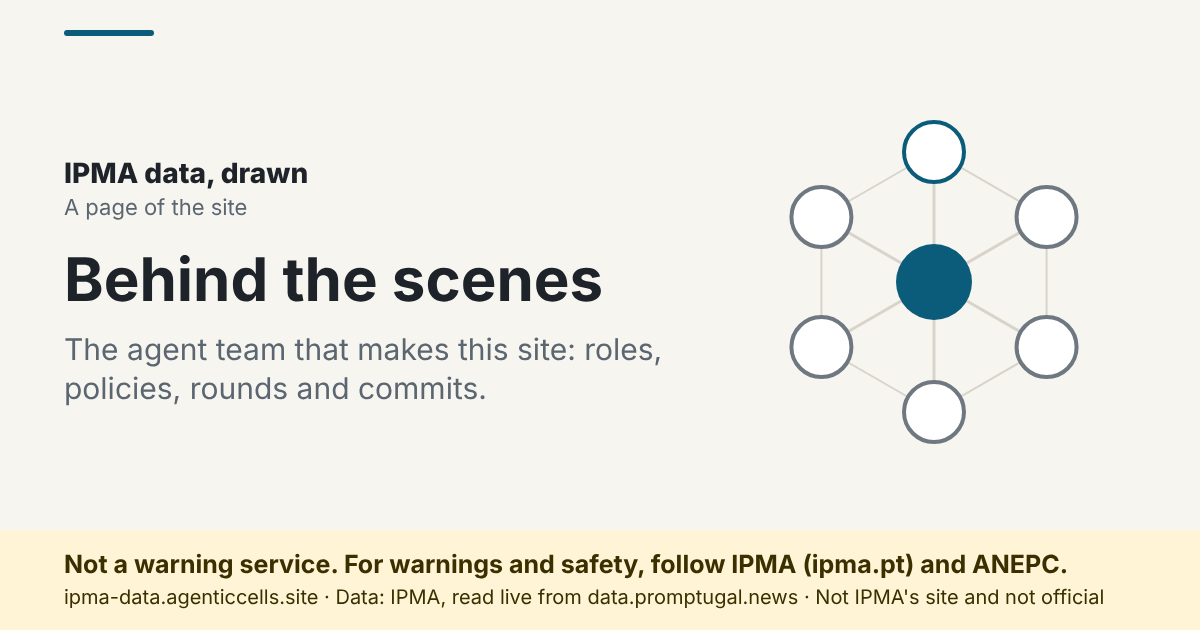 IPMA data, drawn
A page of the site
Behind the scenes
The agent team that makes this site: roles,
policies, rounds and commits.
Not a warning service. For warnings and safety, follow IPMA (ipma.pt) and ANEPC.
ipma-data.agenticcells.site · Data: IPMA, read live from data.promptugal.news · Not IPMA's site and not official